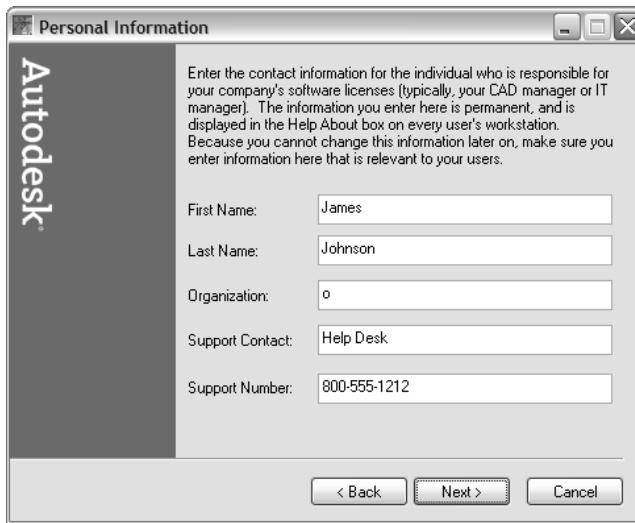 Personal Information
Autodesk®
Enter the contact information for the individual who is responsible for
your company's software licenses (typically, your CAD manager or IT
manager). The information you enter here is permanent, and is
displayed in the Help About box on every user's workstation.
Because you cannot change this information later on, make sure you
enter information here that is relevant to your users.
First Name: James
Last Name: Johnson
Organization: o
Support Contact: Help Desk
Support Number: 800-555-1212
< Back Next > Cancel